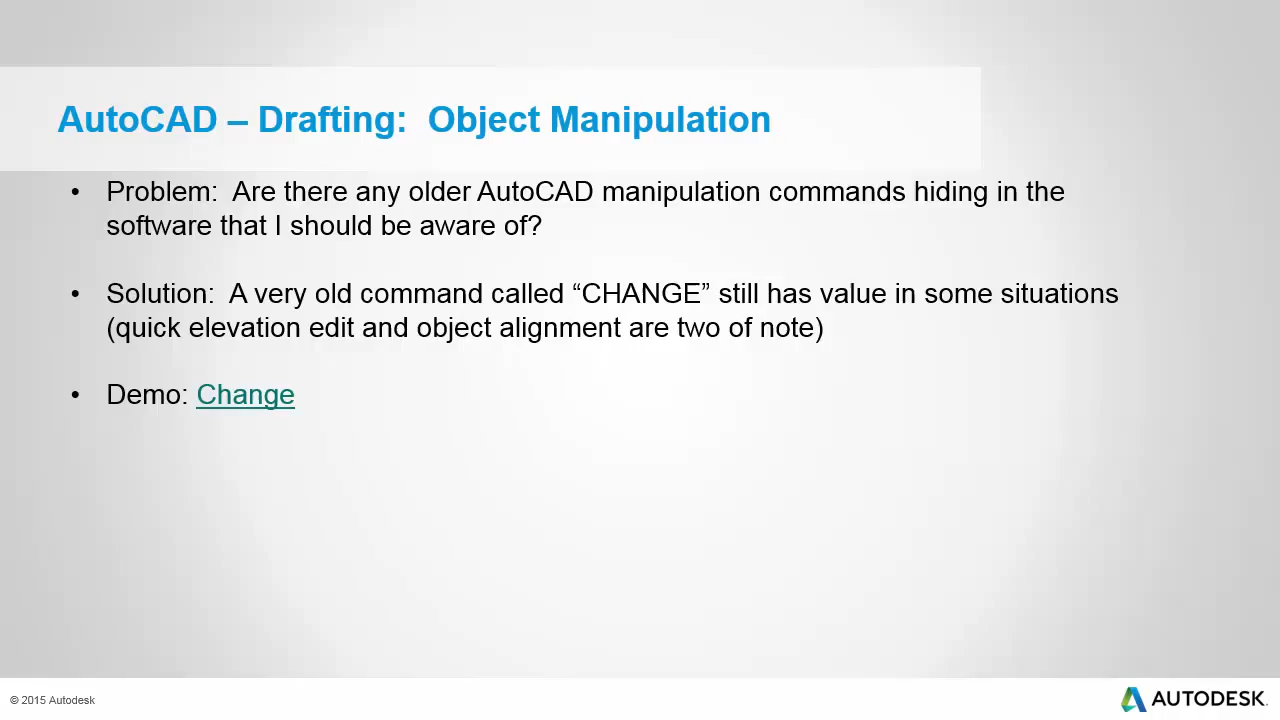 AutoCAD – Drafting:  Object Manipulation
• Problem:  Are there any older AutoCAD manipulation commands hiding in the
software that I should be aware of?
• Solution:  A very old command called “CHANGE” still has value in some situations
(quick elevation edit and object alignment are two of note)
• Demo: Change
© 2015 Autodesk
AUTODESK.